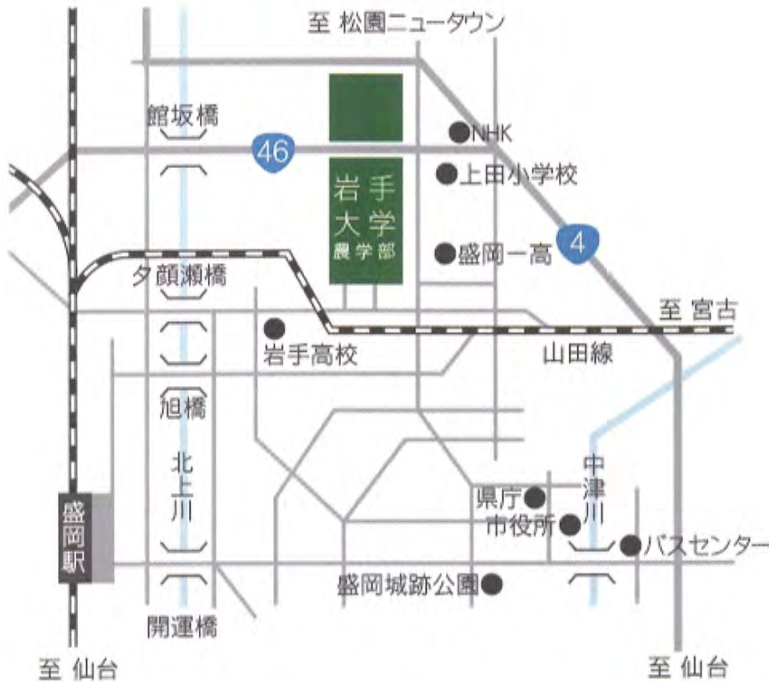 至 松園ニュータウン
館坂橋
NHK
46
上田小学校
岩手
大学
農学部
盛岡一高
4
夕顔瀬橋
至 宮古
岩手高校
山田線
旭橋
北上川
中津川
県庁
盛岡駅
市役所
バスセンター
盛岡城跡公園
開運橋
至 仙台
至 仙台